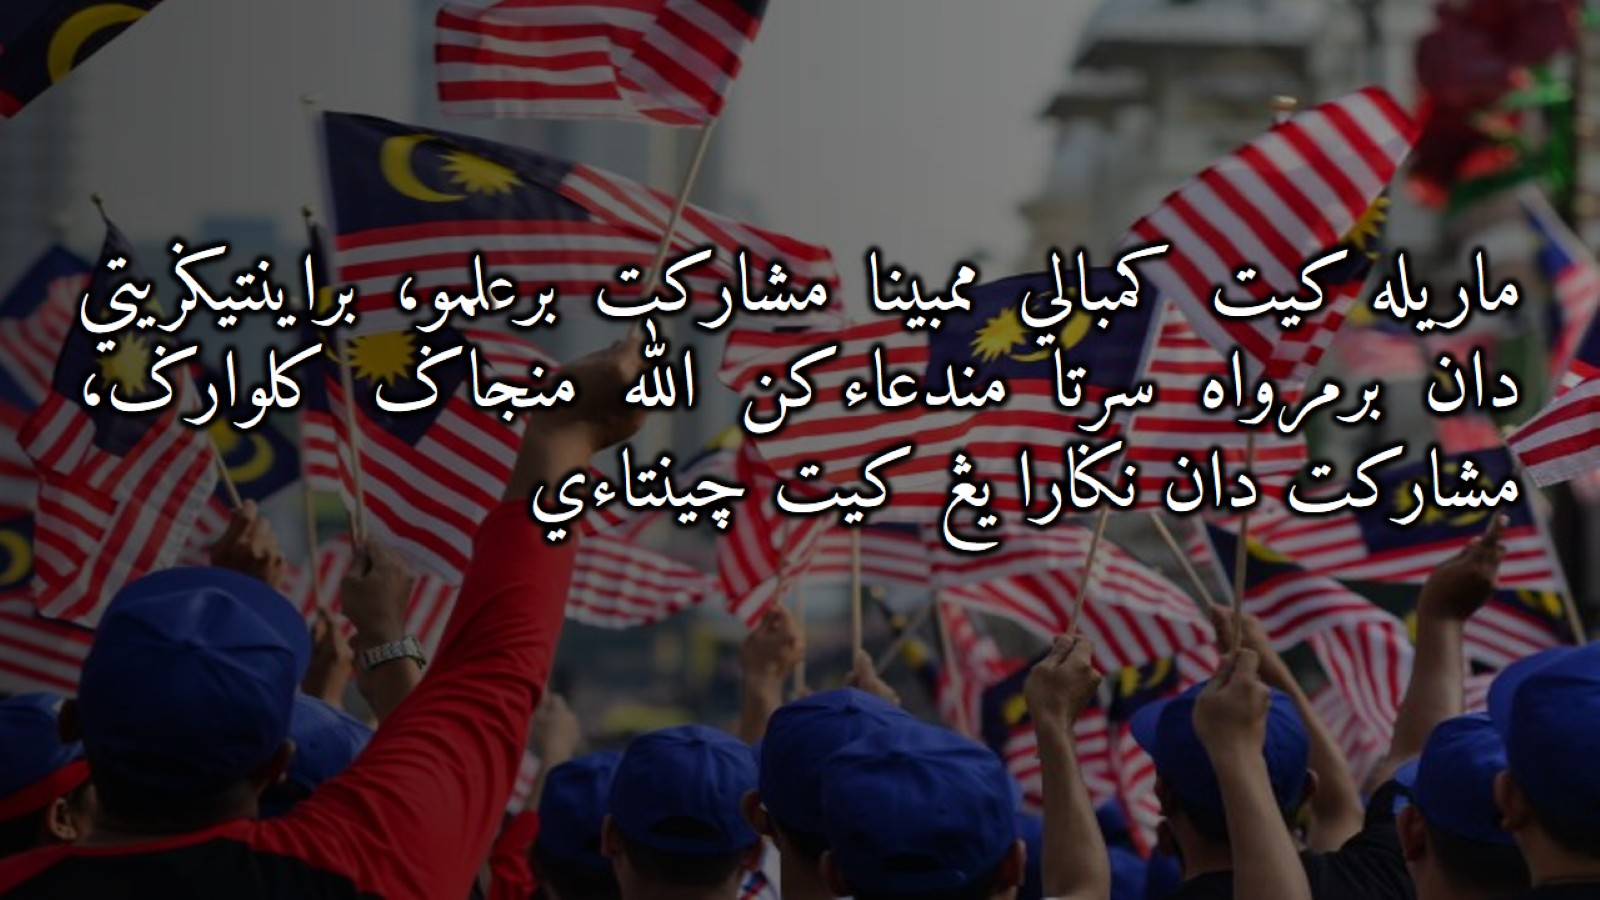 ماريله كيت کمبالي ممبينا مشاركت برعلمو، براينتيݢريتي
دان برمرواه سرتا مندعاءكن الله منجاݢ كلوارݢ،
مشاركت دان نݢارا يڠ كيت چينتاءي